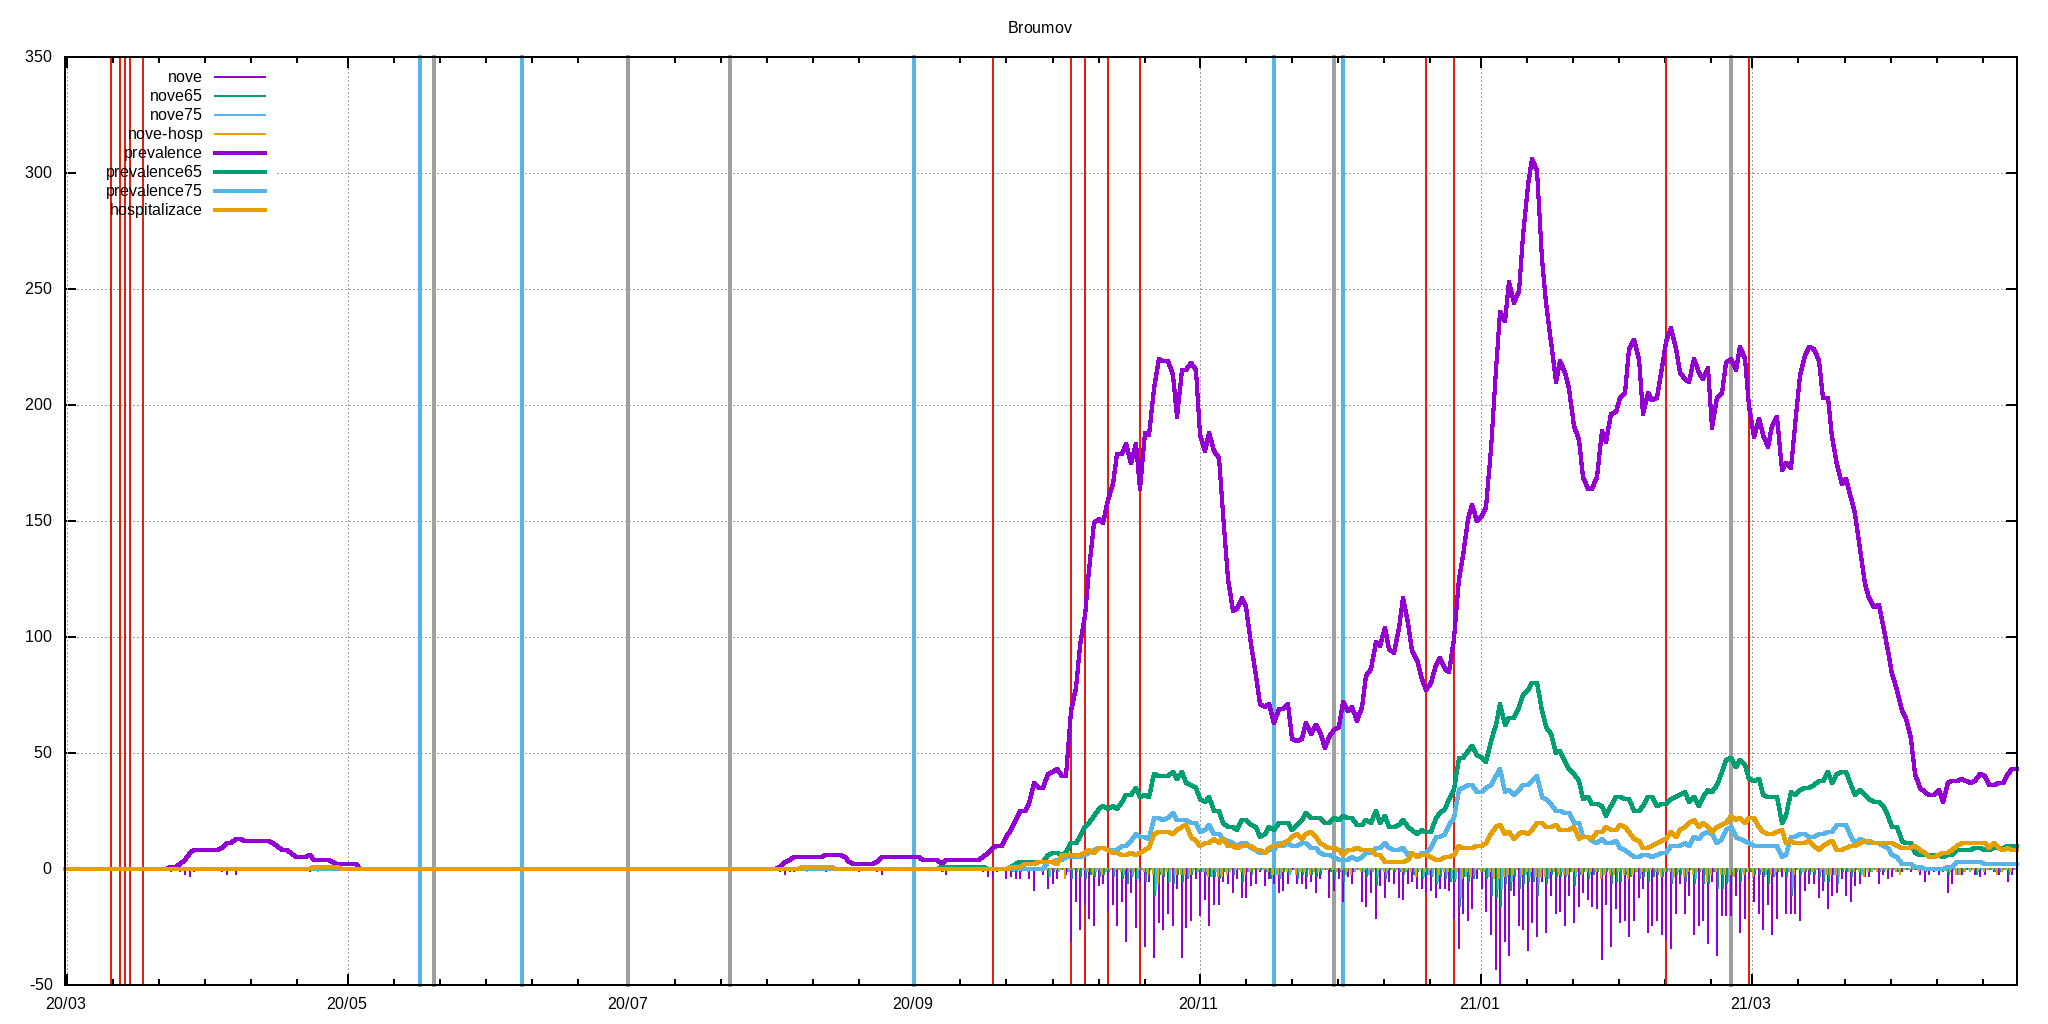 Broumov
350
300
250
200
150
100
50
0
-50
nove
nove65
nove75
nove-hosp
prevalence
prevalence65
prevalence75
hospitalizace
20/03
20/05
20/07
20/09
20/11
21/01
21/03